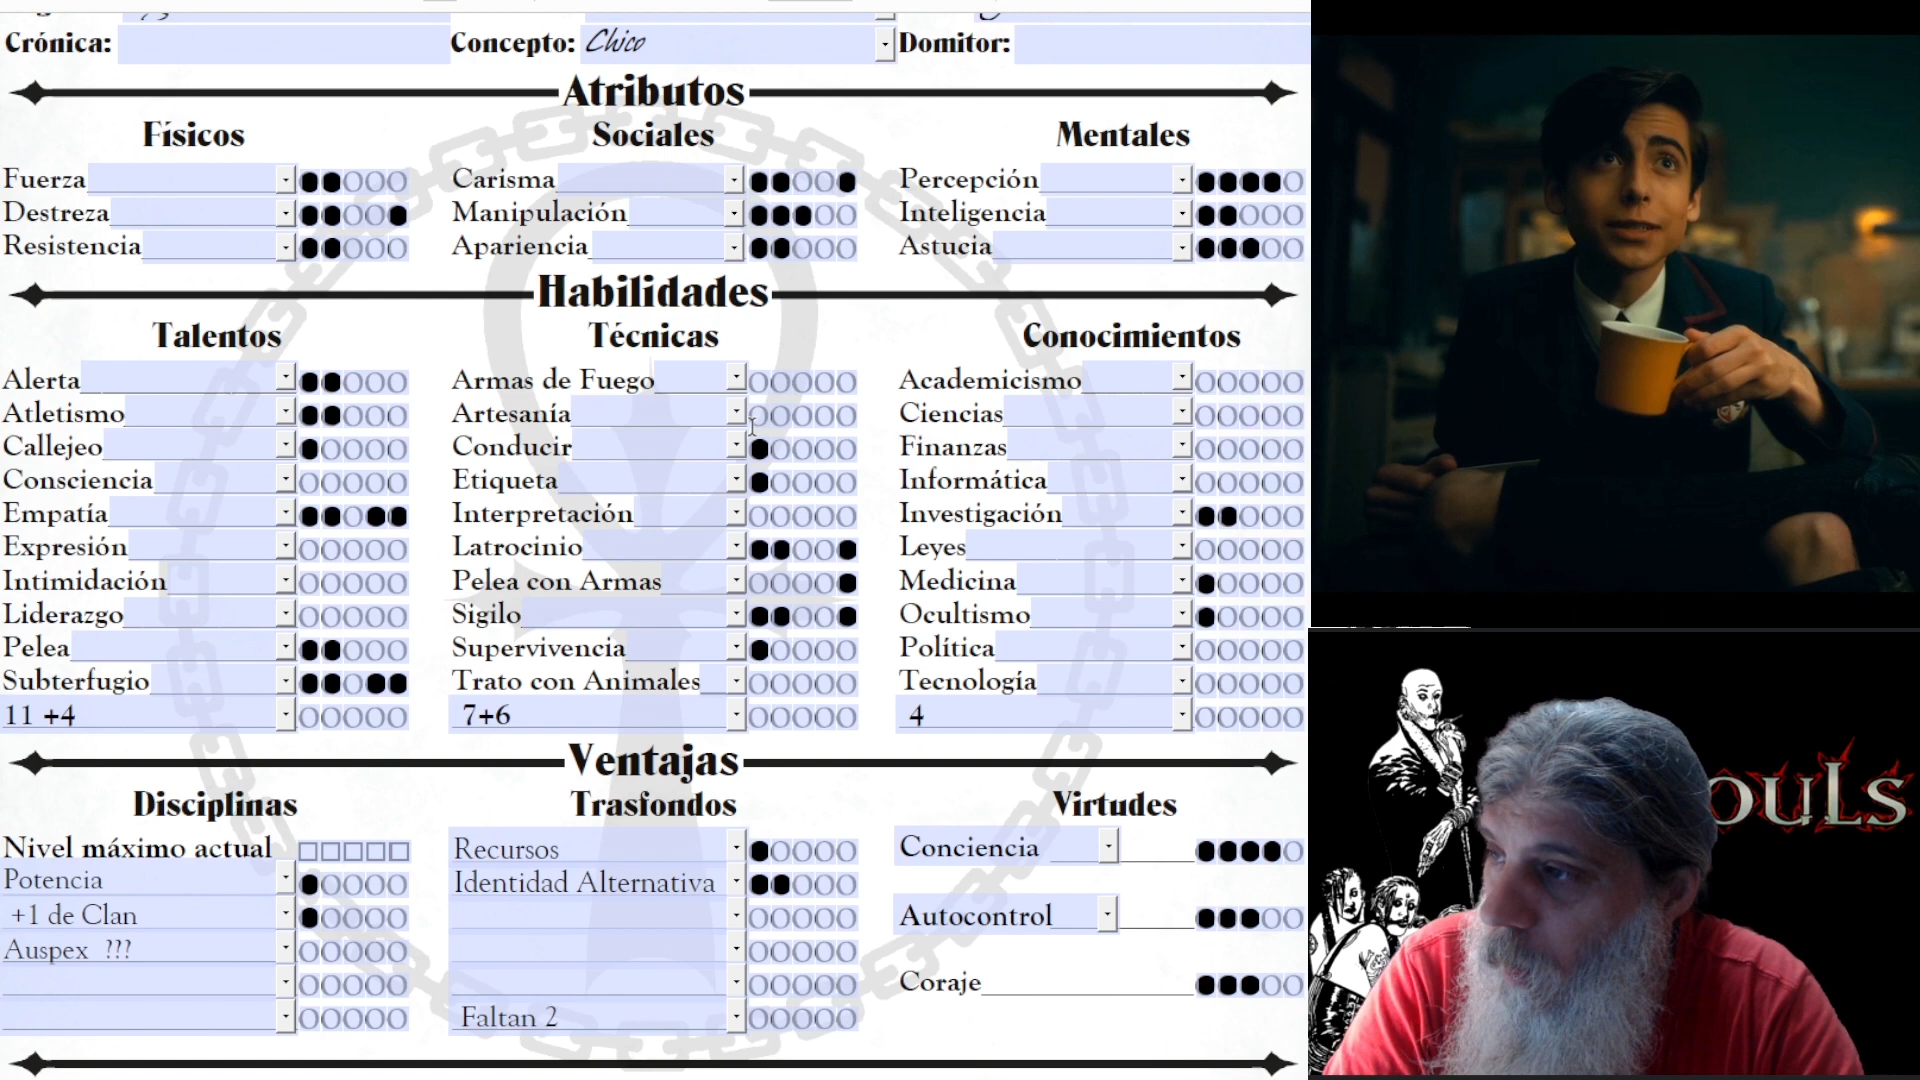 Crónica:
Concepto: Chico
Domitor:
Atributos
Físicos
Sociales
Mentales
Fuerza
Carisma
Percepción
Destreza
Manipulación
Inteligencia
Resistencia
Apariencia
Astucia
Habilidades
Talentos
Técnicas
Conocimientos
Alerta
Armas de Fuego
Academicismo
Atletismo
Artesanía
Ciencias
Callejeo
Conducir
Finanzas
Consciencia
Etiqueta
Informática
Empatía
Interpretación
Investigación
Expresión
Latrocinio
Leyes
Intimidación
Pelea con Armas
Medicina
Liderazgo
Sigilo
Ocultismo
Pelea
Supervivencia
Política
Subterfugio
Trato con Animales
Tecnología
11 +4
7+6
4
Ventajas
Disciplinas
Trasfondos
Virtudes
Nivel máximo actual
Recursos
Conciencia
Potencia
Identidad Alternativa
+1 de Clan
Autocontrol
Auspex ???
Coraje
Faltan 2
ouls